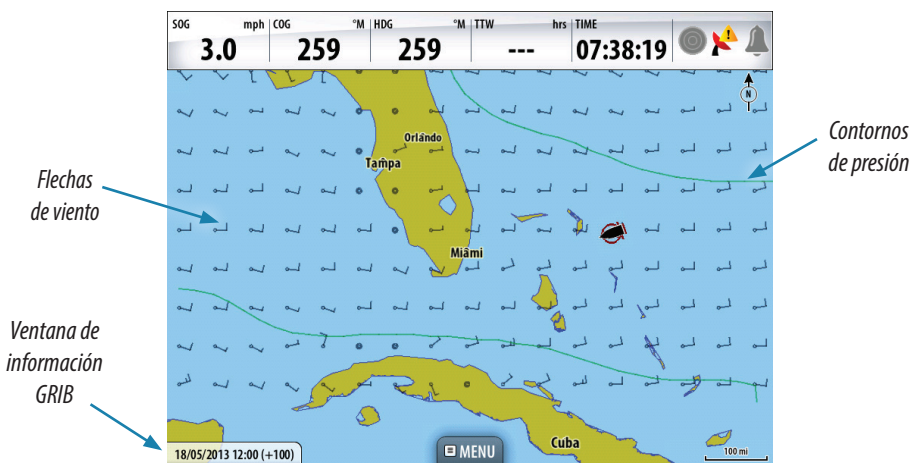 SOG mph COG °M HDG °M TTW hrs TIME
3.0 259 259 --- 07:38:19
N
Orlando
Tampa
Miami
Cuba
Contornos
de presión
Flechas
de viento
Ventana de
información
GRIB
18/05/2013 12:00 (+100)
MENU
100 mi